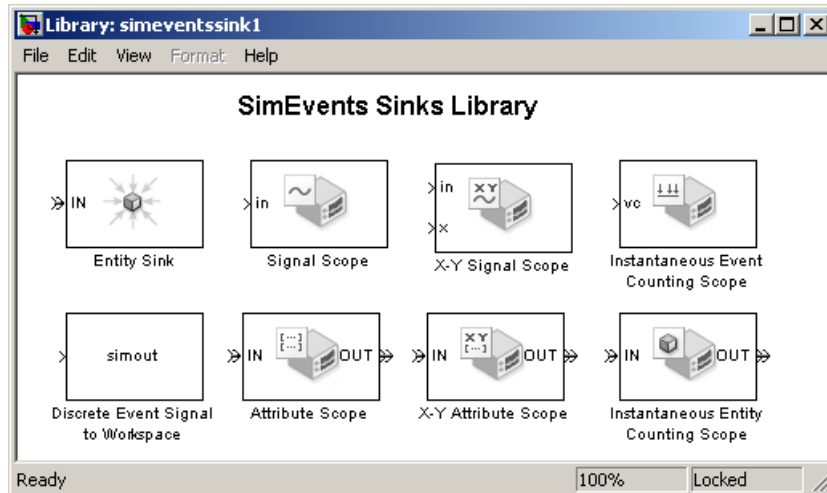 Library: simeventssink1
File Edit View Format Help
SimEvents Sinks Library
IN
Entity Sink
in
Signal Scope
in
XY
x
X-Y Signal Scope
vc
Instantaneous Event
Counting Scope
simout
Discrete Event Signal
to Workspace
IN
[...]
[...]
OUT
Attribute Scope
IN
XY
[...]
OUT
X-Y Attribute Scope
IN
OUT
Instantaneous Entity
Counting Scope
Ready 100% Locked